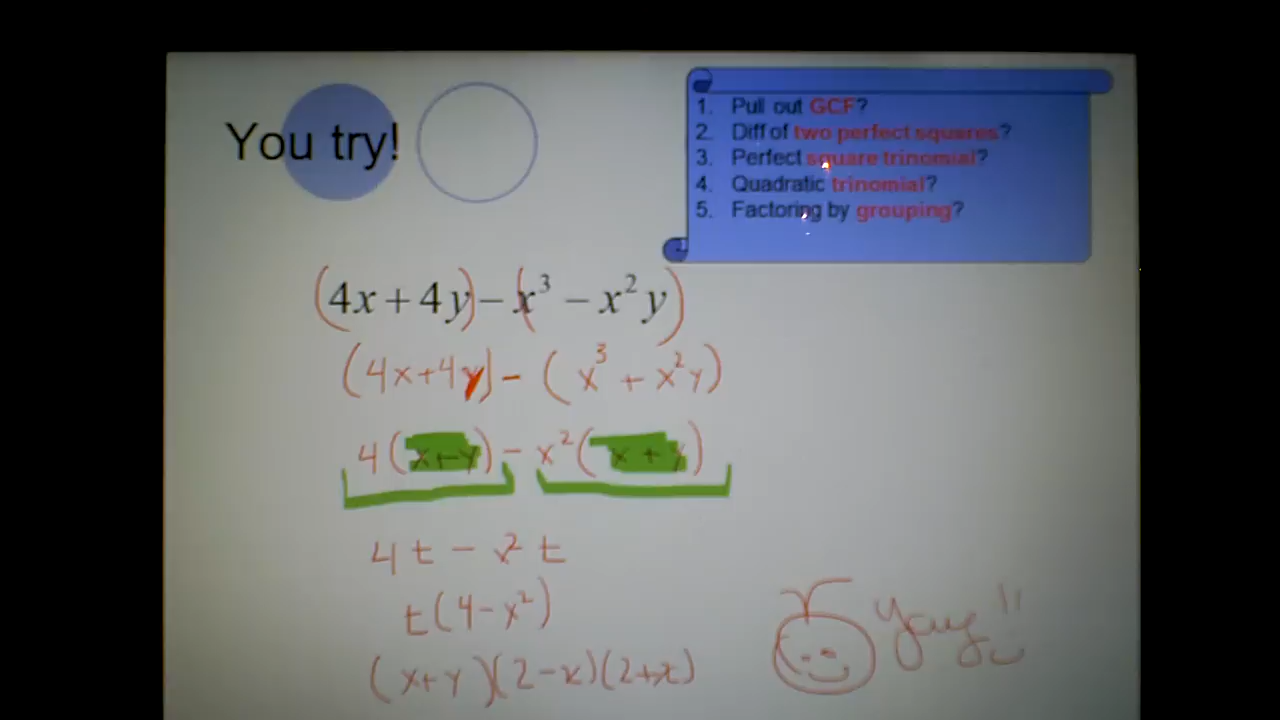 You try!
1. Pull out GCF?
2. Diff of two perfect squares?
3. Perfect square trinomial?
4. Quadratic trinomial?
5. Factoring by grouping?
(4x + 4y) – (x³ – x²y)
(4x+4y) – (x³ + x²y)
4(x+y) – x²(x + y)
4t – x²t
t(4–x²)
(x+y)(2–x)(2+x)
Yay!!